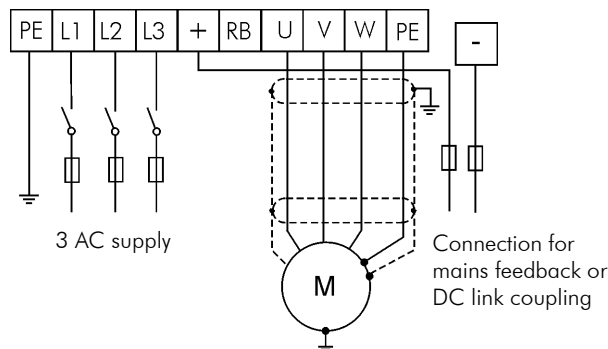 PE L1 L2 L3 + RB U V W PE
-
3 AC supply
Connection for
mains feedback or
DC link coupling
M